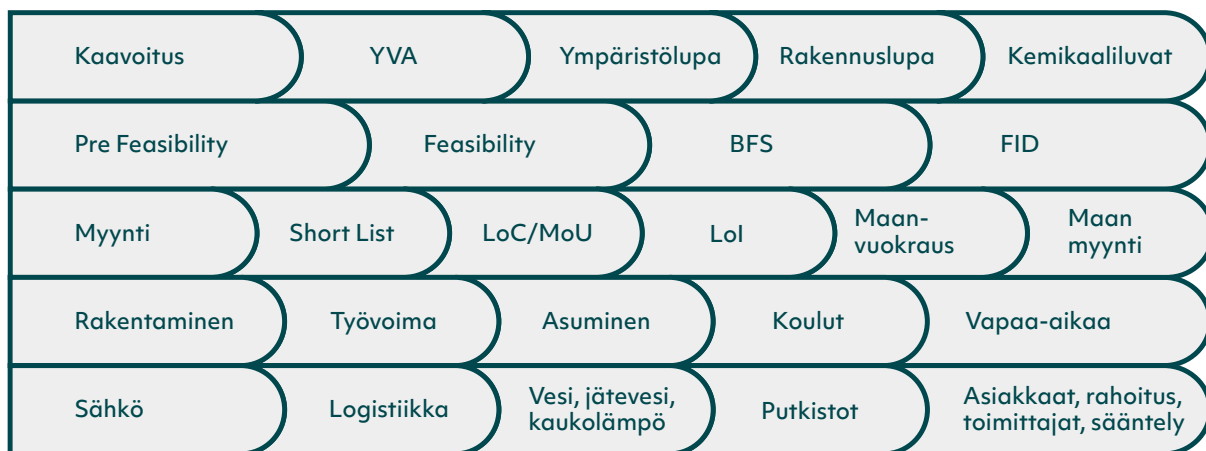 Kaavoitus YVA Ympäristölupa Rakennuslupa Kemikaaliluvat
Pre Feasibility Feasibility BFS FID
Myynti Short List LoC/MoU LoI Maan-
vuokraus Maan
myynti
Rakentaminen Työvoima Asuminen Koulut Vapaa-aikaa
Sähkö Logistiikka Vesi, jätevesi,
kaukolämpö Putkistot Asiakkaat, rahoitus,
toimittajat, sääntely